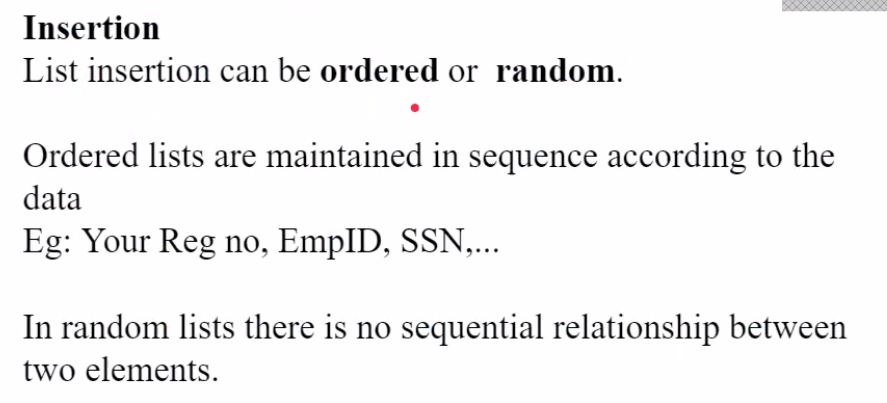 Insertion
List insertion can be ordered or random.
Ordered lists are maintained in sequence according to the
data
Eg: Your Reg no, EmpID, SSN,...
In random lists there is no sequential relationship between
two elements.